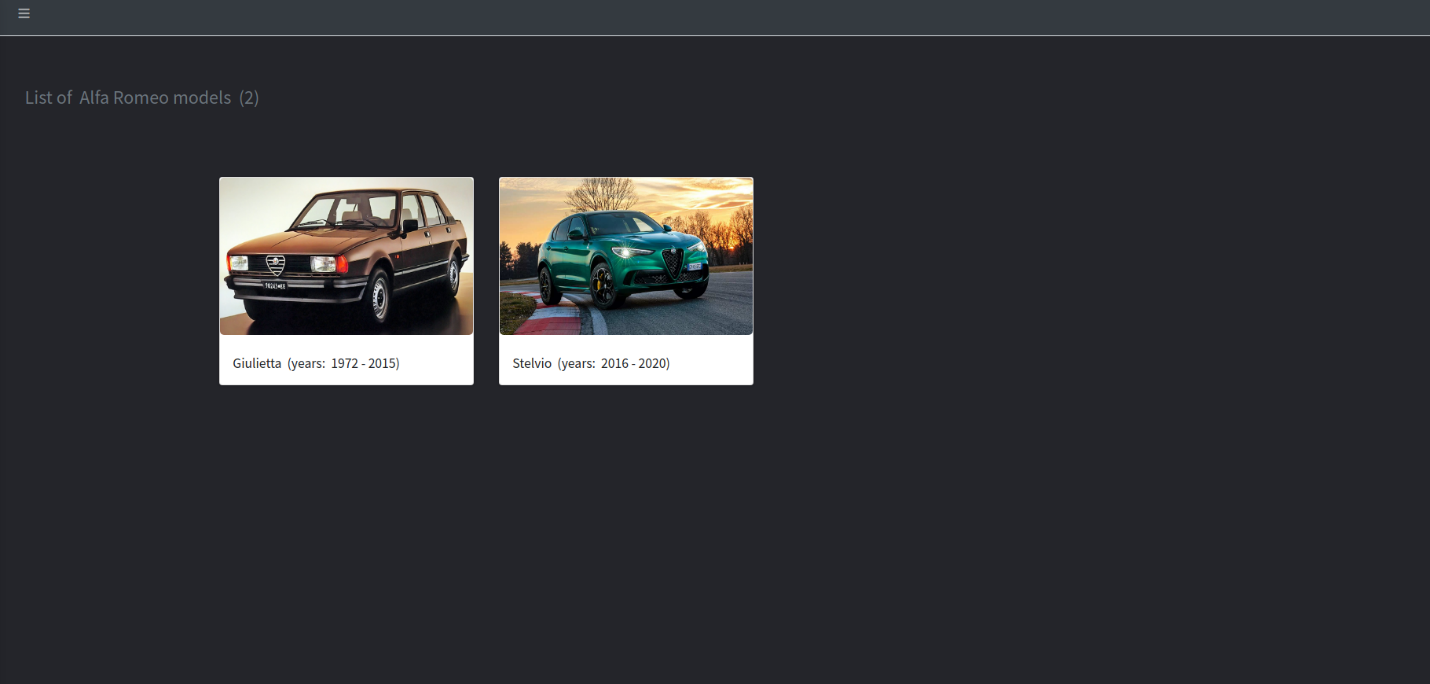 List of Alfa Romeo models (2)
Giulietta (years: 1972 - 2015)
Stelvio (years: 2016 - 2020)